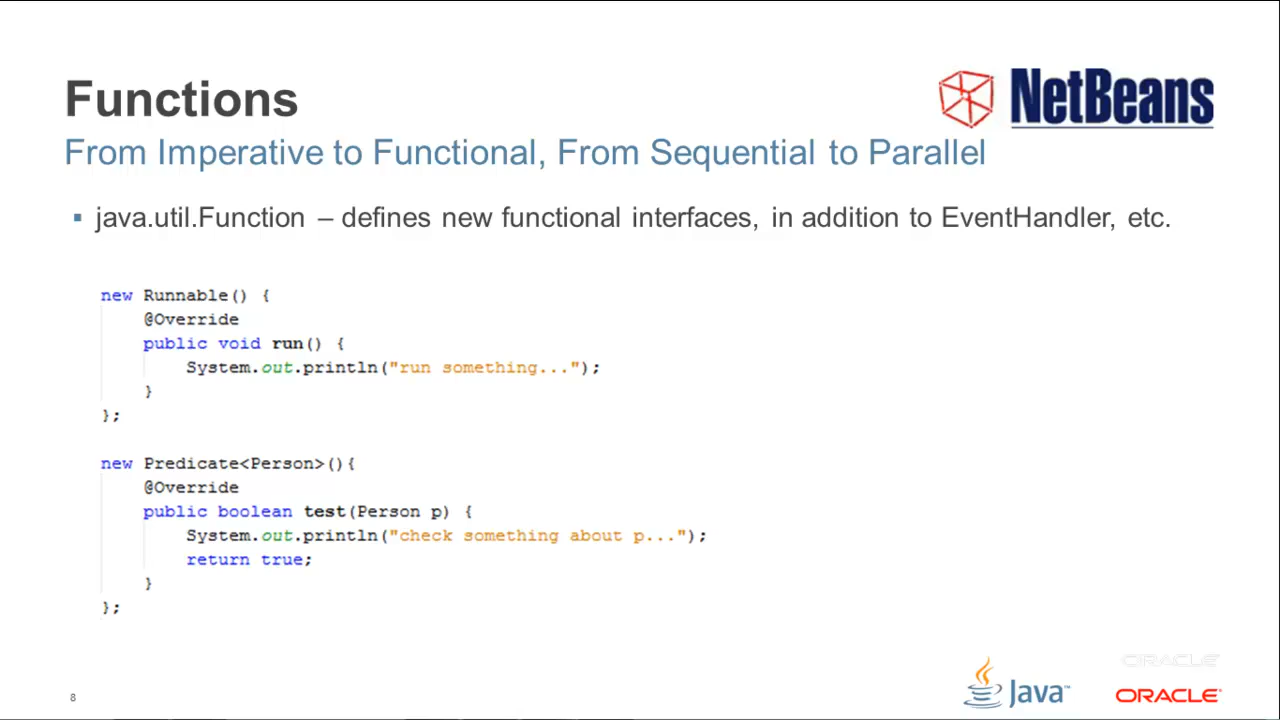 Functions
NetBeans
From Imperative to Functional, From Sequential to Parallel
▪ java.util.Function – defines new functional interfaces, in addition to EventHandler, etc.
new Runnable() {
    @Override
    public void run() {
        System.out.println("run something...");
    }
};
new Predicate<Person>(){
    @Override
    public boolean test(Person p) {
        System.out.println("check something about p...");
        return true;
    }
};
ORACLE
8
Java™
ORACLE